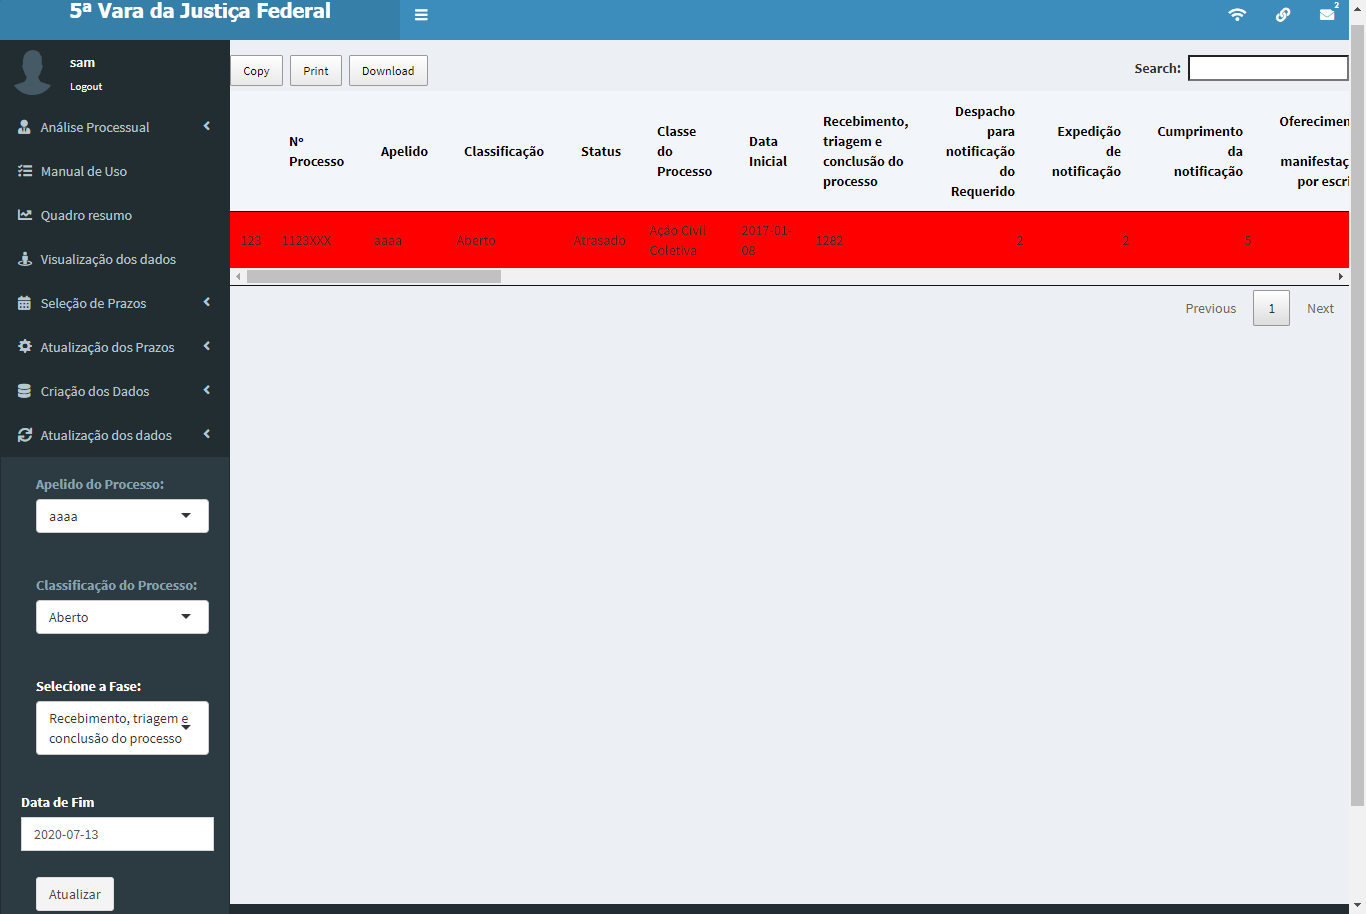 5ª Vara da Justiça Federal
2
sam
Logout
Análise Processual
Manual de Uso
Quadro resumo
Visualização dos dados
Seleção de Prazos
Atualização dos Prazos
Criação dos Dados
Atualização dos dados
Apelido do Processo:
aaaa
Classificação do Processo:
Aberto
Selecione a Fase:
Recebimento, triagem e
conclusão do processo
Data de Fim
2020-07-13
Atualizar
Copy
Print
Download
Search:
Nº
Processo
Apelido
Classificação
Status
Classe
do
Processo
Data
Inicial
Recebimento,
triagem e
conclusão do
processo
Despacho
para
notificação
do
Requerido
Expedição
de
notificação
Cumprimento
da
notificação
Oferecimen
manifestaç
por escri
123
1123XXX
aaaa
Aberto
Atrasado
Ação Civil
Coletiva
2017-01-
08
1282
2
2
5
Previous
1
Next